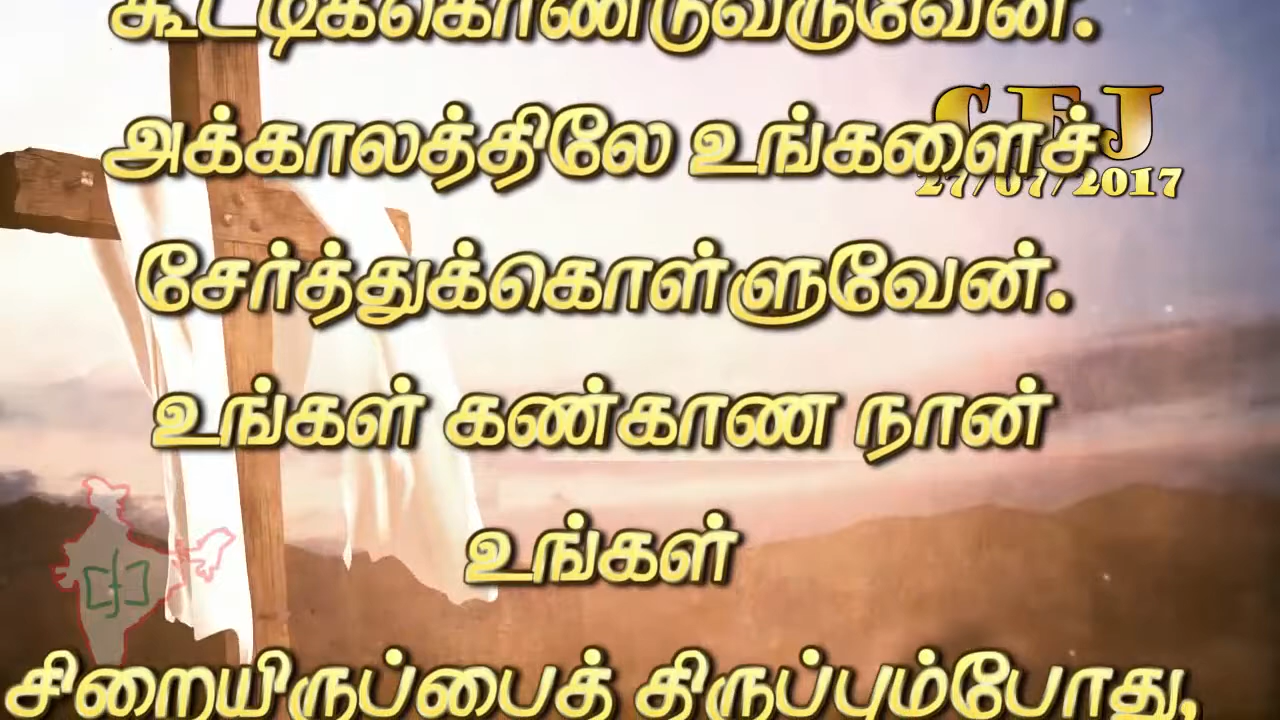 கூட்டிக்கொண்டுவருவேன்.
CFJ
அக்காலத்திலே உங்களைச்
27/07/2017
சேர்த்துக்கொள்ளுவேன்.
உங்கள் கண்காண நான்
உங்கள்
சிறையிருப்பைத் திருப்பும்போது,